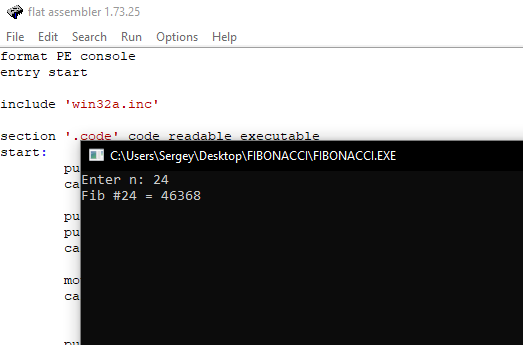 flat assembler 1.73.25
File Edit Search Run Options Help
format PE console
entry start
include 'win32a.inc'
section '.code' code readable executable
start:
C:\Users\Sergey\Desktop\FIBONACCI\FIBONACCI.EXE
Enter n: 24
Fib #24 = 46368
pu
ca
pu
pu
ca
mo
ca
pu